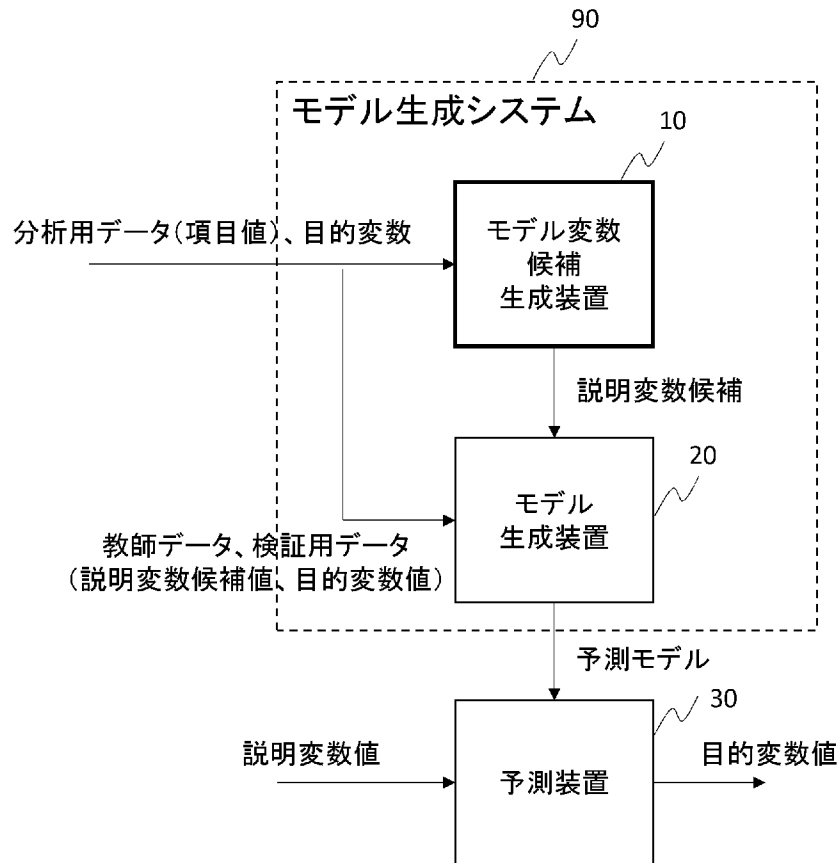 90
モデル生成システム
10
分析用データ(項目値)、目的変数
モデル変数
候補
生成装置
説明変数候補
20
モデル
生成装置
教師データ、検証用データ
(説明変数候補値、目的変数値)
予測モデル
30
説明変数値
予測装置
目的変数値